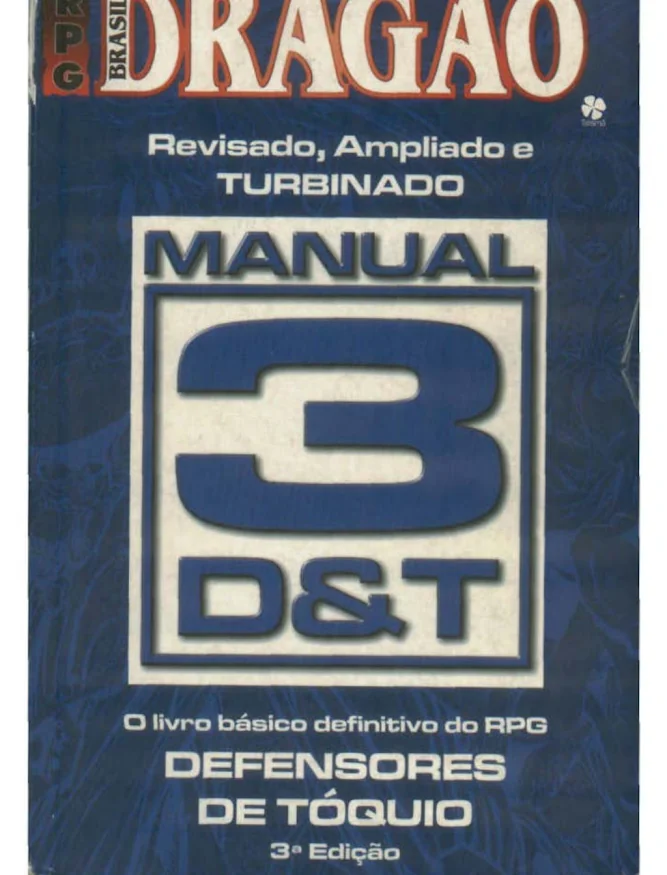 RPG
BRASIL
DRAGÃO
Revisado, Ampliado e
TURBINADO
MANUAL
3
D&T
O livro básico definitivo do RPG
DEFENSORES
DE TÓQUIO
3ª Edição